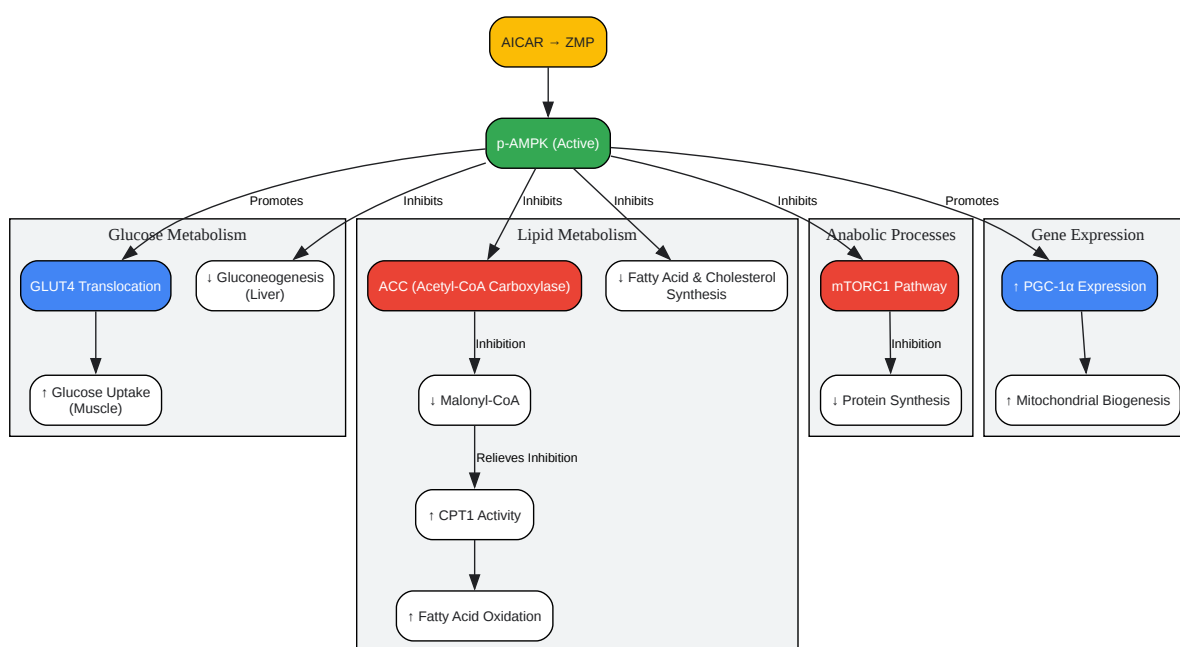 AICAR → ZMP
p-AMPK (Active)
Promotes
Inhibits
Inhibits
Inhibits
Inhibits
Promotes
Glucose Metabolism
Lipid Metabolism
Anabolic Processes
Gene Expression
GLUT4 Translocation
↓ Gluconeogenesis
(Liver)
ACC (Acetyl-CoA Carboxylase)
↓ Fatty Acid & Cholesterol
Synthesis
mTORC1 Pathway
↑ PGC-1α Expression
Inhibition
Inhibition
↑ Glucose Uptake
(Muscle)
↓ Malonyl-CoA
↓ Protein Synthesis
↑ Mitochondrial Biogenesis
Relieves Inhibition
↑ CPT1 Activity
↑ Fatty Acid Oxidation